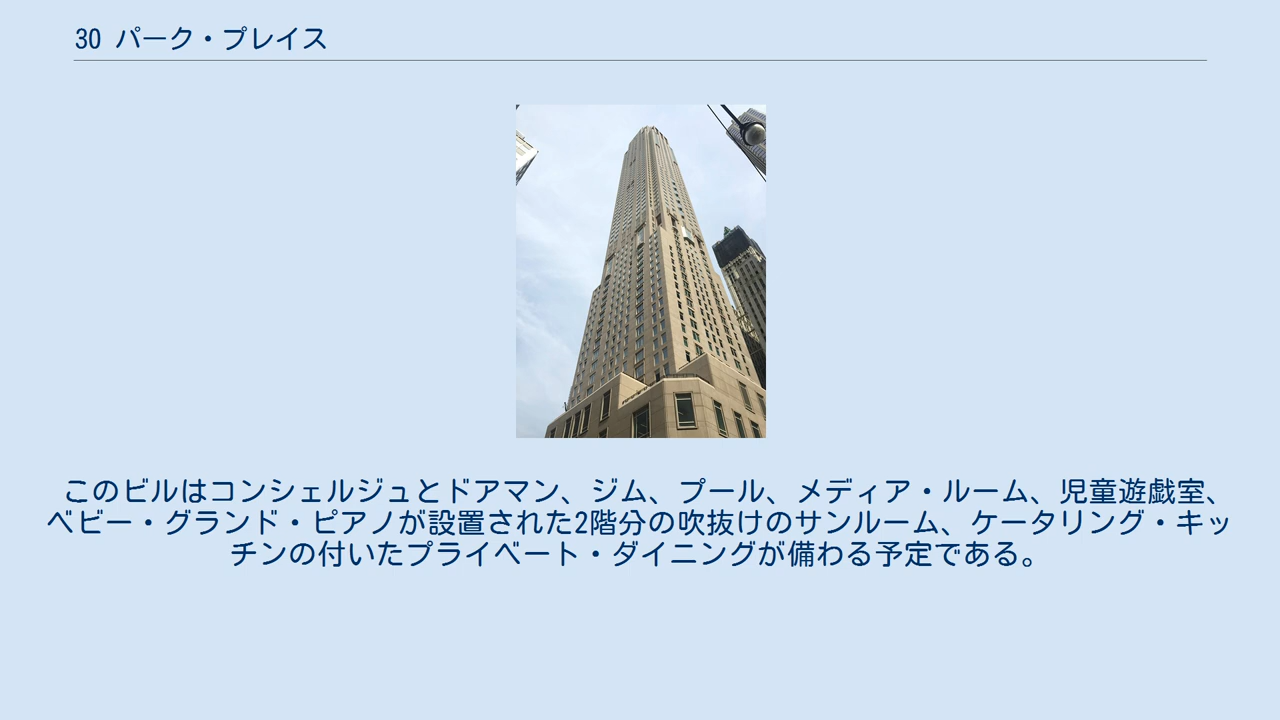 30 パーク・プレイス
このビルはコンシェルジュとドアマン、ジム、プール、メディア・ルーム、児童遊戯室、
ベビー・グランド・ピアノが設置された2階分の吹抜けのサンルーム、ケータリング・キッ
チンの付いたプライベート・ダイニングが備わる予定である。